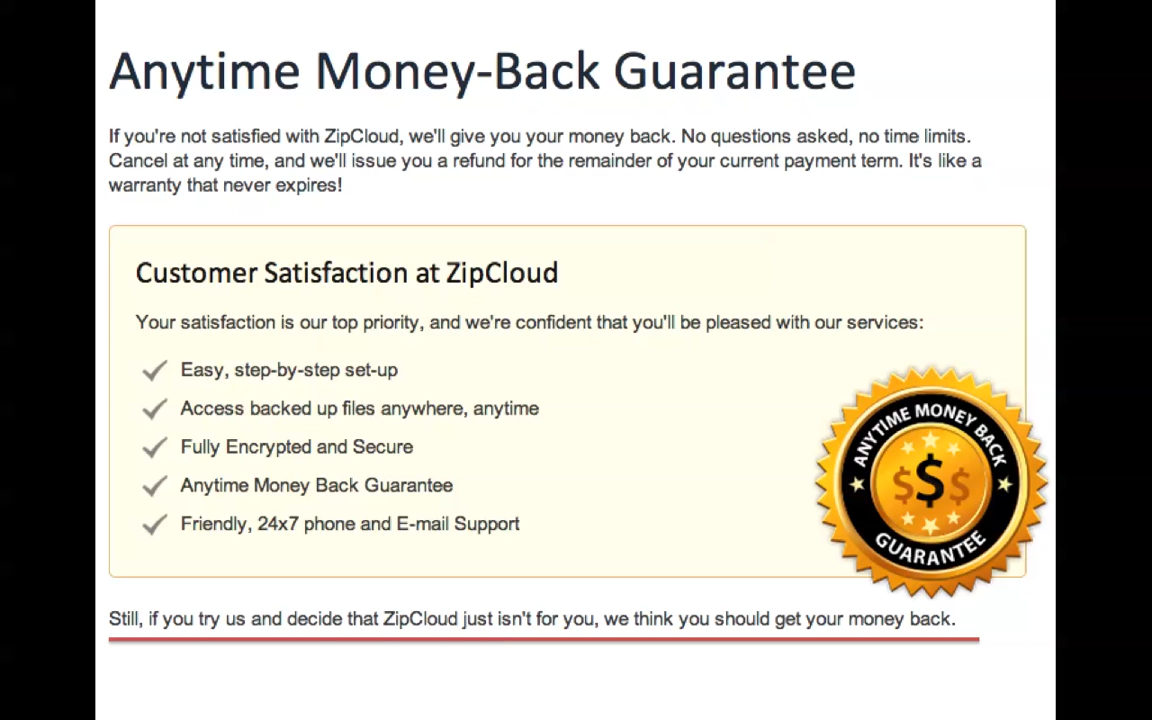 Anytime Money-Back Guarantee
If you're not satisfied with ZipCloud, we'll give you your money back. No questions asked, no time limits.
Cancel at any time, and we'll issue you a refund for the remainder of your current payment term. It's like a
warranty that never expires!
Customer Satisfaction at ZipCloud
Your satisfaction is our top priority, and we're confident that you'll be pleased with our services:
Easy, step-by-step set-up
Access backed up files anywhere, anytime
Fully Encrypted and Secure
Anytime Money Back Guarantee
Friendly, 24x7 phone and E-mail Support
ANYTIME MONEY BACK
$$$
GUARANTEE
Still, if you try us and decide that ZipCloud just isn't for you, we think you should get your money back.